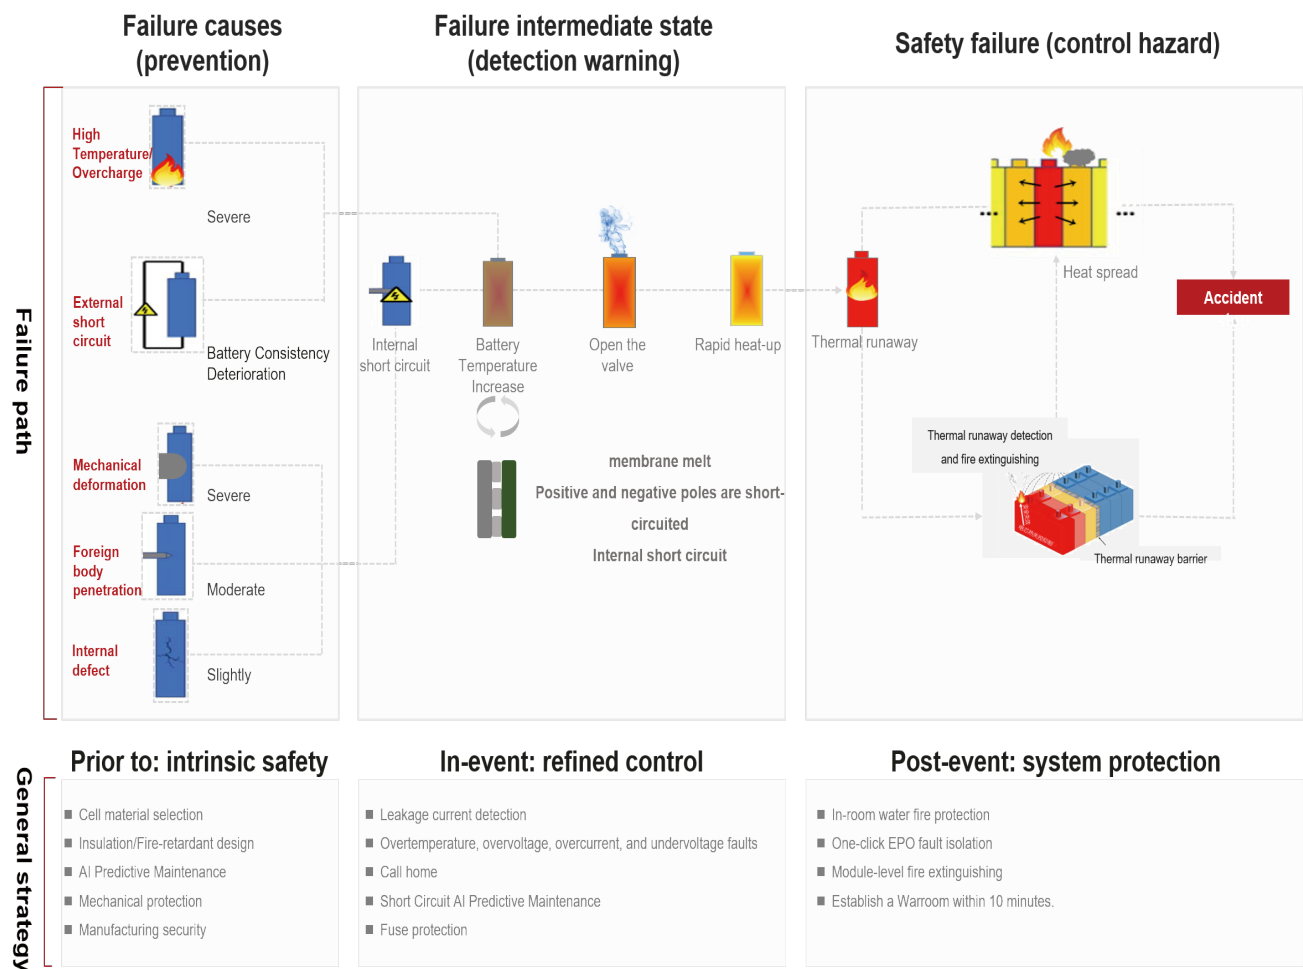 Failure causes
(prevention)
Failure intermediate state
(detection warning)
Safety failure (control hazard)
Failure path
High
Temperature/
Overcharge
Severe
External
short
circuit
Battery Consistency
Deterioration
Mechanical
deformation
Severe
Foreign
body
penetration
Moderate
Internal
defect
Slightly
Internal
short circuit
Battery
Temperature
Increase
Open the
valve
Rapid heat-up
membrane melt
Positive and negative poles are short-
circuited
Internal short circuit
Thermal runaway
Heat spread
Accident
Thermal runaway detection
and fire extinguishing
Thermal runaway barrier
General strategy
Prior to: intrinsic safety
Cell material selection
Insulation/Fire-retardant design
AI Predictive Maintenance
Mechanical protection
Manufacturing security
In-event: refined control
Leakage current detection
Overtemperature, overvoltage, overcurrent, and undervoltage faults
Call home
Short Circuit AI Predictive Maintenance
Fuse protection
Post-event: system protection
In-room water fire protection
One-click EPO fault isolation
Module-level fire extinguishing
Establish a Warroom within 10 minutes.